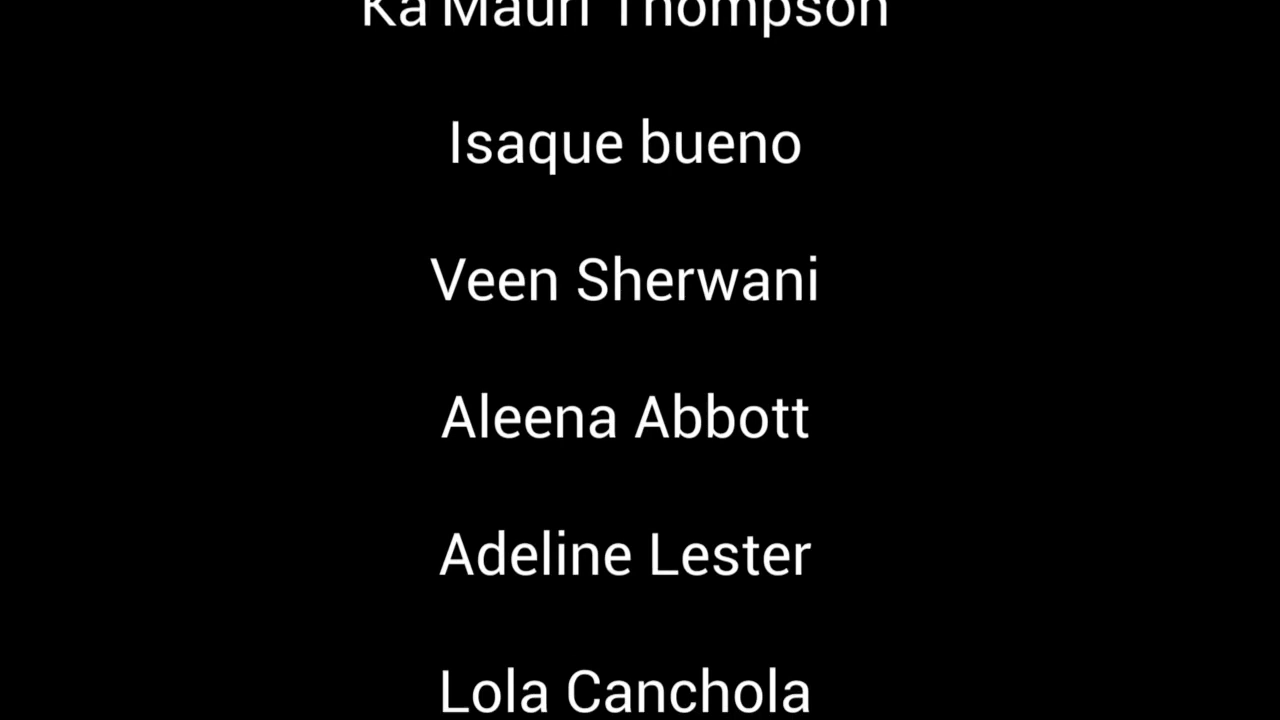 Ka'Mauri Thompson
Isaque bueno
Veen Sherwani
Aleena Abbott
Adeline Lester
Lola Canchola